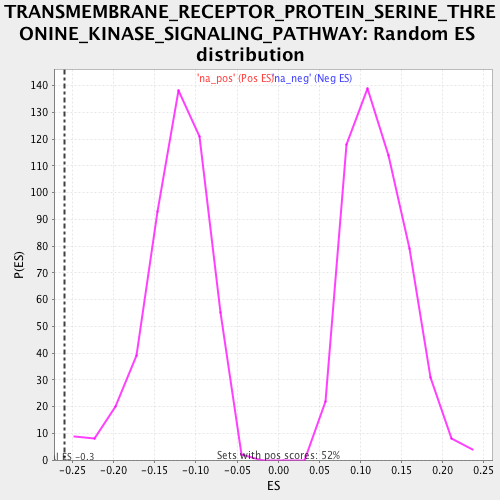 TRANSMEMBRANE_RECEPTOR_PROTEIN_SERINE_THRE
ONINE_KINASE_SIGNALING_PATHWAY: Random ES
distribution
'na_pos' (Pos ES)
'na_neg' (Neg ES)
140
130
120
110
100
90
80
70
60
50
40
30
20
10
0
P(ES)
ES -0.3
Sets with pos scores: 52%
-0.25 -0.20 -0.15 -0.10 -0.05 0.00 0.05 0.10 0.15 0.20 0.25
ES